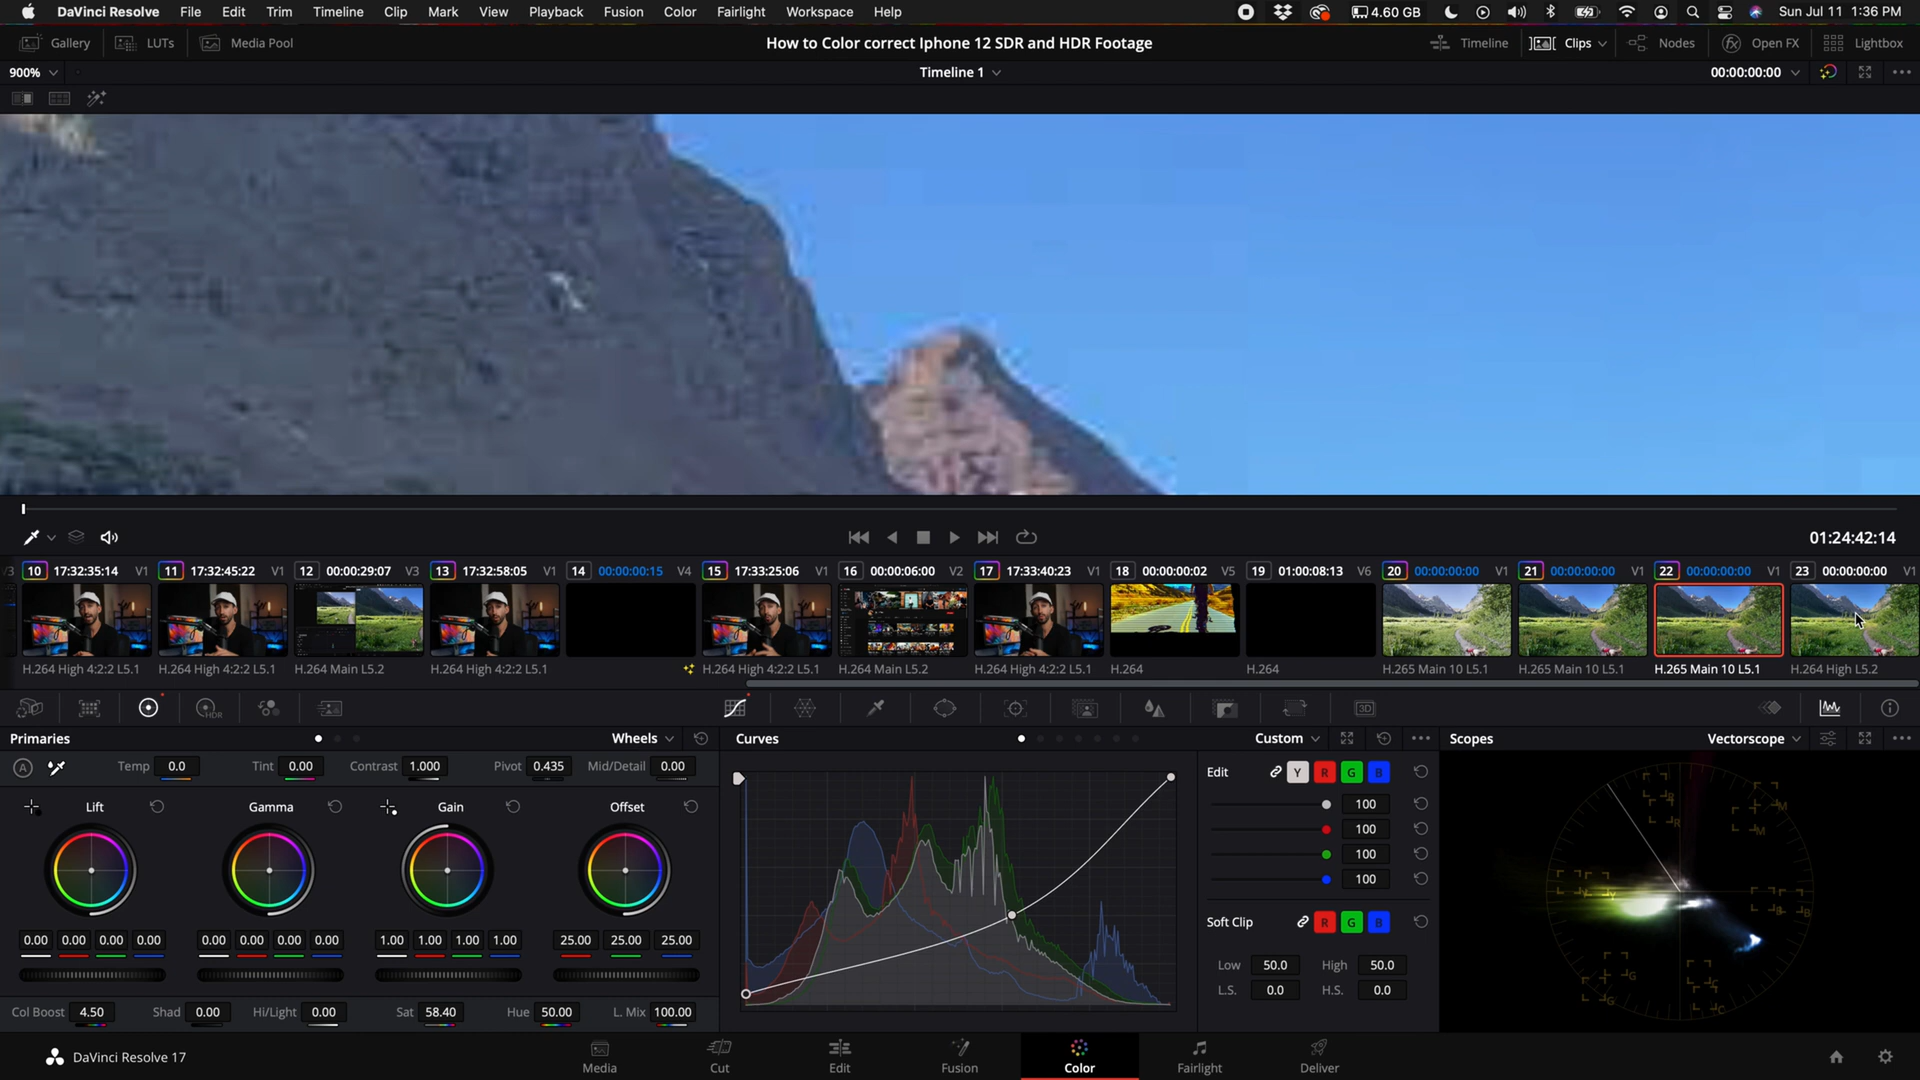 DaVinci Resolve File Edit Trim Timeline Clip Mark View Playback Fusion Color Fairlight Workspace Help 4.60 GB Sun Jul 11 1:36 PM
Gallery LUTs Media Pool How to Color correct Iphone 12 SDR and HDR Footage Timeline Clips Nodes fx Open FX Lightbox
900% Timeline 1 00:00:00:00
01:24:42:14
10 17:32:35:14 V1 11 17:32:45:22 V1 12 00:00:29:07 V3 13 17:32:58:05 V1 14 00:00:00:15 V4 15 17:33:25:06 V1 16 00:00:06:00 V2 17 17:33:40:23 V1 18 00:00:00:02 V5 19 01:00:08:13 V6 20 00:00:00:00 V1 21 00:00:00:00 V1 22 00:00:00:00 V1 23 00:00:00:00 V1
H.264 High 4:2:2 L5.1 H.264 High 4:2:2 L5.1 H.264 Main L5.2 H.264 High 4:2:2 L5.1 H.264 High 4:2:2 L5.1 H.264 Main L5.2 H.264 High 4:2:2 L5.1 H.264 H.264 H.265 Main 10 L5.1 H.265 Main 10 L5.1 H.265 Main 10 L5.1 H.264 High L5.2
HDR 3D
Primaries Wheels Curves Custom Scopes Vectorscope
A Temp 0.0 Tint 0.00 Contrast 1.000 Pivot 0.435 Mid/Detail 0.00 Edit Y R G B
Lift Gamma Gain Offset 100
100
100
100
Soft Clip R G B
0.00 0.00 0.00 0.00 0.00 0.00 0.00 0.00 1.00 1.00 1.00 1.00 25.00 25.00 25.00
Low 50.0 High 50.0
L.S. 0.0 H.S. 0.0
Col Boost 4.50 Shad 0.00 Hi/Light 0.00 Sat 58.40 Hue 50.00 L. Mix 100.00
DaVinci Resolve 17 Media Cut Edit Fusion Color Fairlight Deliver